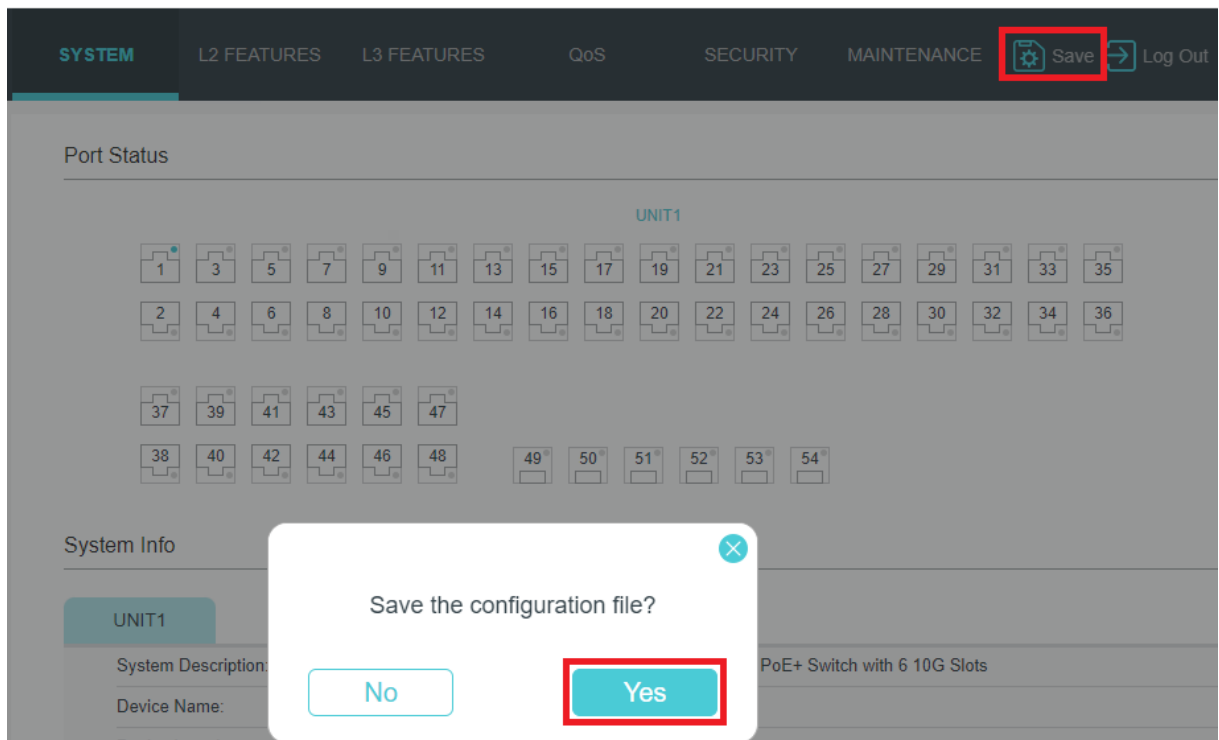 SYSTEM L2 FEATURES L3 FEATURES QoS SECURITY MAINTENANCE Save Log Out
Port Status
UNIT1
1 3 5 7 9 11 13 15 17 19 21 23 25 27 29 31 33 35
2 4 6 8 10 12 14 16 18 20 22 24 26 28 30 32 34 36
37 39 41 43 45 47
38 40 42 44 46 48 49 50 51 52 53 54
System Info
Save the configuration file?
UNIT1
System Description: PoE+ Switch with 6 10G Slots
No Yes
Device Name: